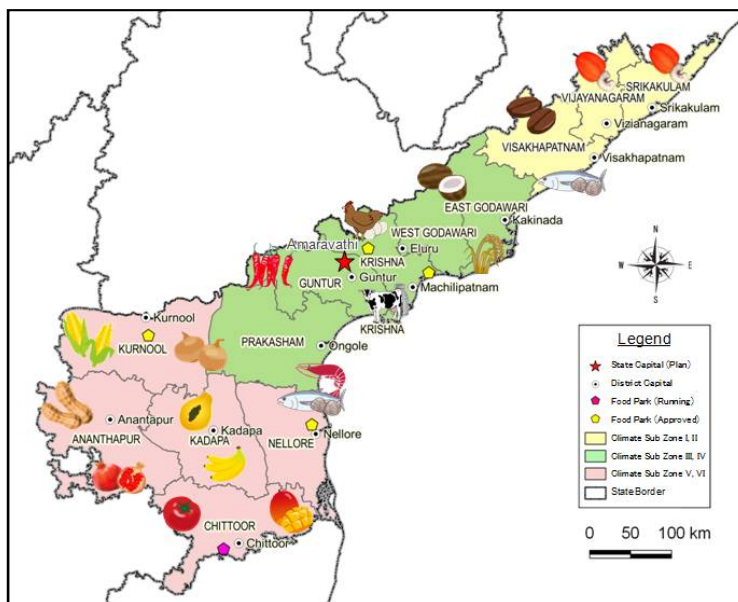 SRIKAKULAM
VIJAYANAGARAM
Srikakulam
Vizianagaram
VISAKHAPATNAM
Visakhapatnam
EAST GODAWARI
Kakinada
WEST GODAWARI
Amaravathi
Eluru
KRISHNA
Guntur
GUNTUR
Machilipatnam
KRISHNA
Kurnool
KURNOOL
PRAKASHAM
Ongole
Anantapur
ANANTHAPUR
Kadapa
KADAPA
NELLORE
Nellore
CHITTOOR
Chittoor
N
W
E
S
Legend
State Capital (Plan)
District Capital
Food Park (Running)
Food Park (Approved)
Climate Sub Zone I, II
Climate Sub Zone III, IV
Climate Sub Zone V, VI
State Border
0 50 100 km